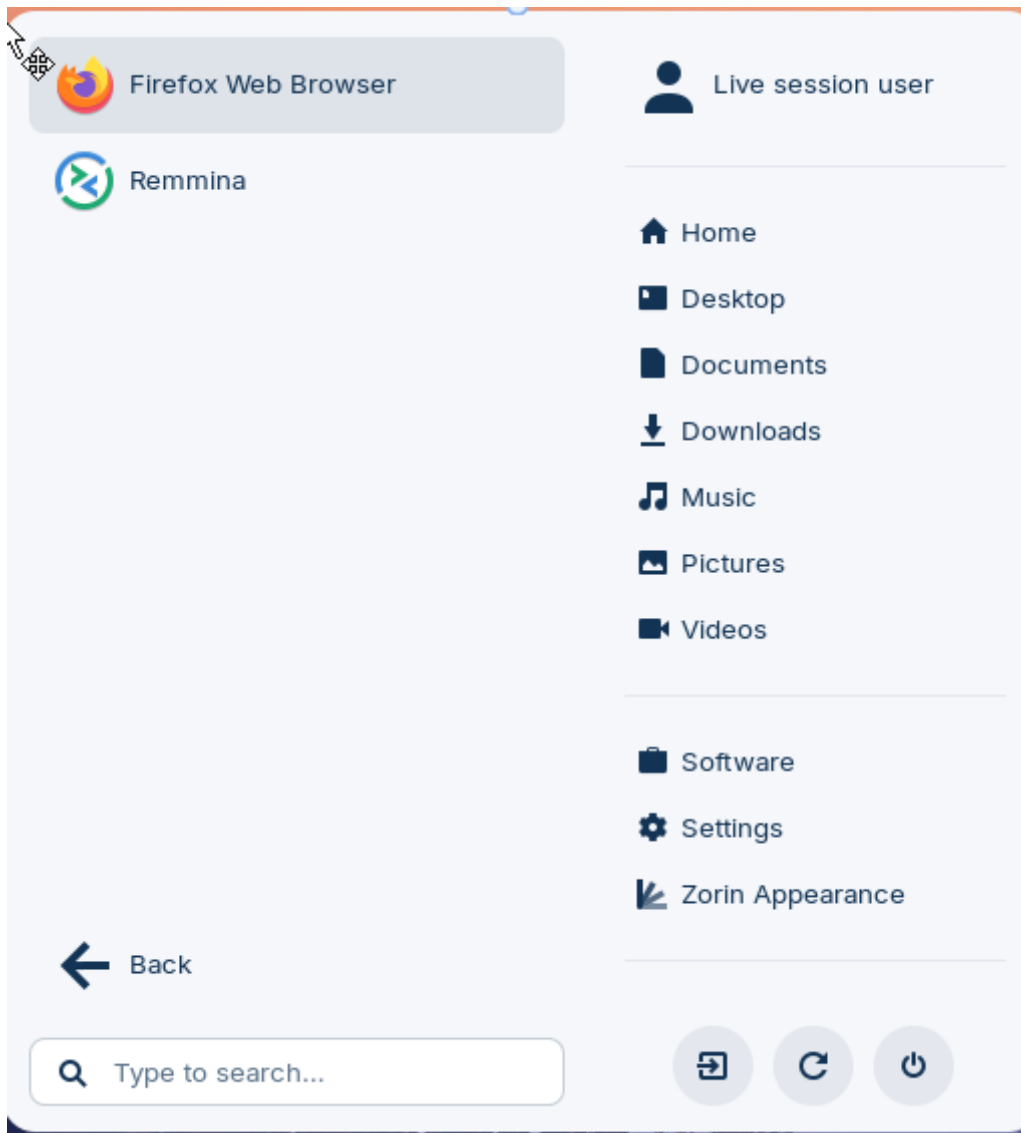 Firefox Web Browser
Remmina
Back
Type to search...
Live session user
Home
Desktop
Documents
Downloads
Music
Pictures
Videos
Software
Settings
Zorin Appearance